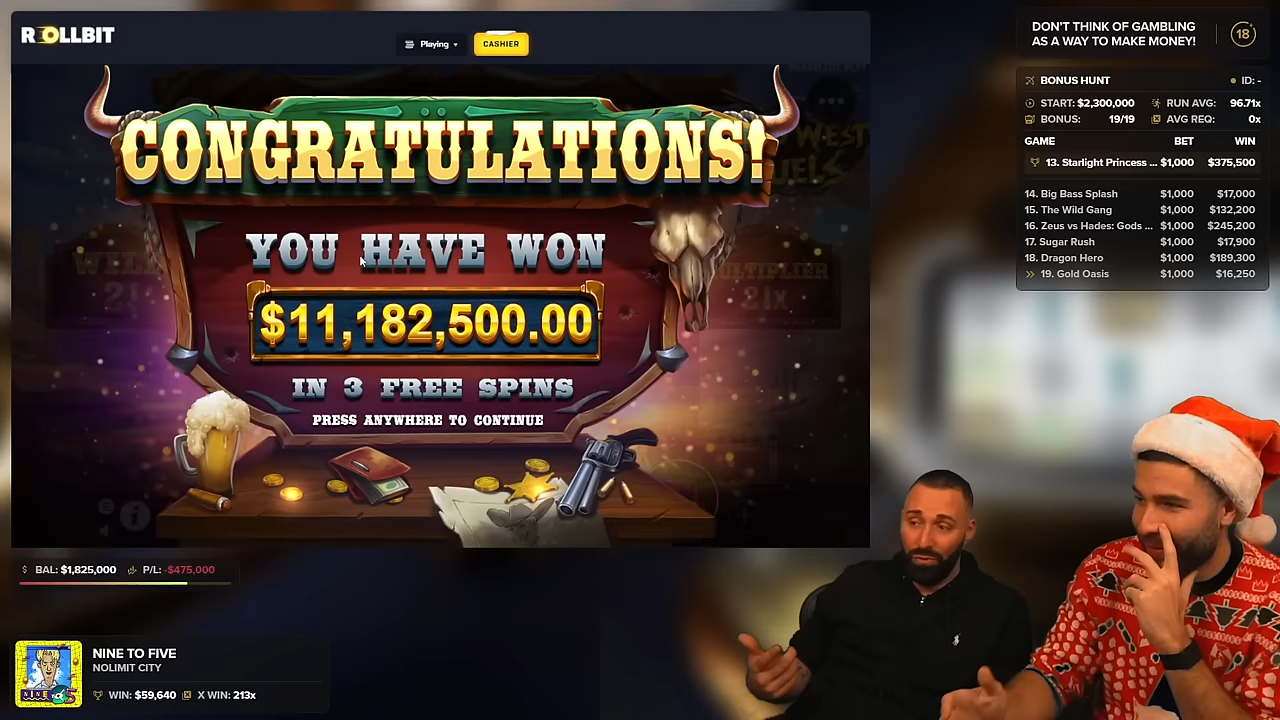 ROLLBIT
Playing
CASHIER
CONGRATULATIONS!
YOU HAVE WON
$11,182,500.00
IN 3 FREE SPINS
PRESS ANYWHERE TO CONTINUE
BAL: $1,825,000 P/L: -$475,000
NINE TO FIVE
NOLIMIT CITY
WIN: $59,640 X WIN: 213x
DON'T THINK OF GAMBLING
AS A WAY TO MAKE MONEY!
18
BONUS HUNT ID: -
START: $2,300,000 RUN AVG: 96.71x
BONUS: 19/19 AVG REQ: 0x
GAME BET WIN
13. Starlight Princess ... $1,000 $375,500
14. Big Bass Splash $1,000 $17,000
15. The Wild Gang $1,000 $132,200
16. Zeus vs Hades: Gods ... $1,000 $245,200
17. Sugar Rush $1,000 $17,900
18. Dragon Hero $1,000 $189,300
19. Gold Oasis $1,000 $16,250